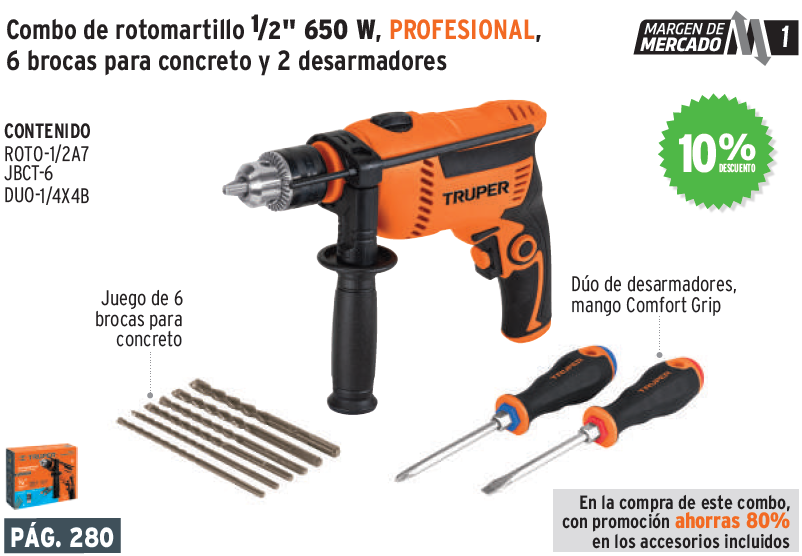 Combo de rotomartillo 1/2" 650 W, PROFESIONAL,
6 brocas para concreto y 2 desarmadores
MARGEN DE
MERCADO
1
CONTENIDO
ROTO-1/2A7
JBCT-6
DUO-1/4X4B
10%
DESCUENTO
TRUPER
Juego de 6
brocas para
concreto
Dúo de desarmadores,
mango Comfort Grip
TRUPER
TRUPER
TRUPER
PÁG. 280
En la compra de este combo,
con promoción ahorras 80%
en los accesorios incluidos